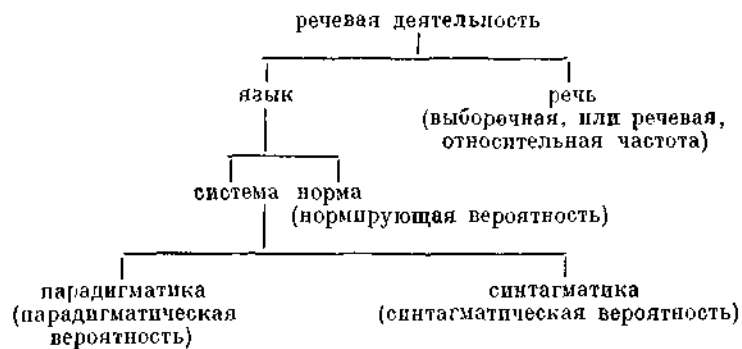 речевая деятельность
язык речь
(выборочная, или речевая,
относительная частота)
система норма
(нормирующая вероятность)
парадигматика синтагматика
(парадигматическая (синтагматическая вероятность)
вероятность)